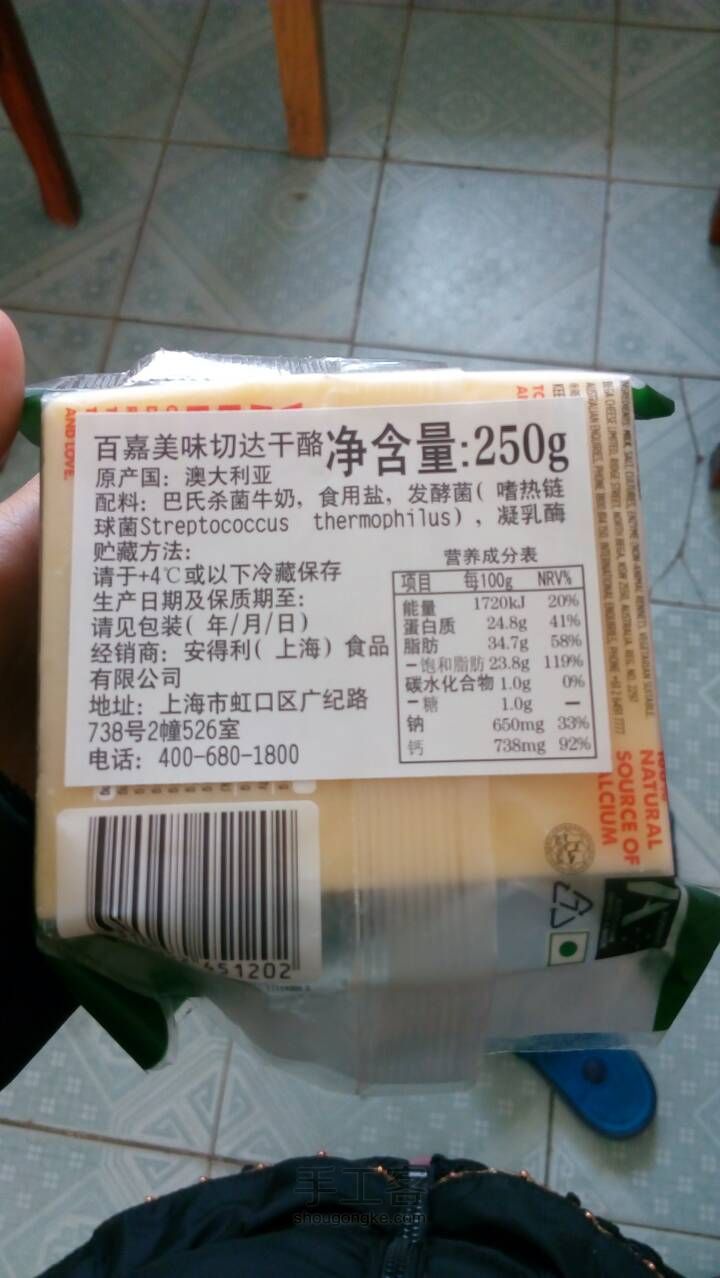 百嘉美味切达干酪 净含量:250g
原产国: 澳大利亚
配料: 巴氏杀菌牛奶, 食用盐, 发酵菌( 嗜热链
球菌Streptococcus thermophilus), 凝乳酶
贮藏方法:
请于+4℃或以下冷藏保存
生产日期及保质期至:
请见包装( 年/月/日)
经销商: 安得利( 上海) 食品
有限公司
地址: 上海市虹口区广纪路
738号2幢526室
电话: 400-680-1800
营养成分表
项目 每100g NRV%
能量 1720kJ 20%
蛋白质 24.8g 41%
脂肪 34.7g 58%
-饱和脂肪 23.8g 119%
碳水化合物 1.0g 0%
-糖 1.0g —
钠 650mg 33%
钙 738mg 92%
AND LOVE.
NATURAL
SOURCE OF
LCIUM
451202
手工客
shougongke.com